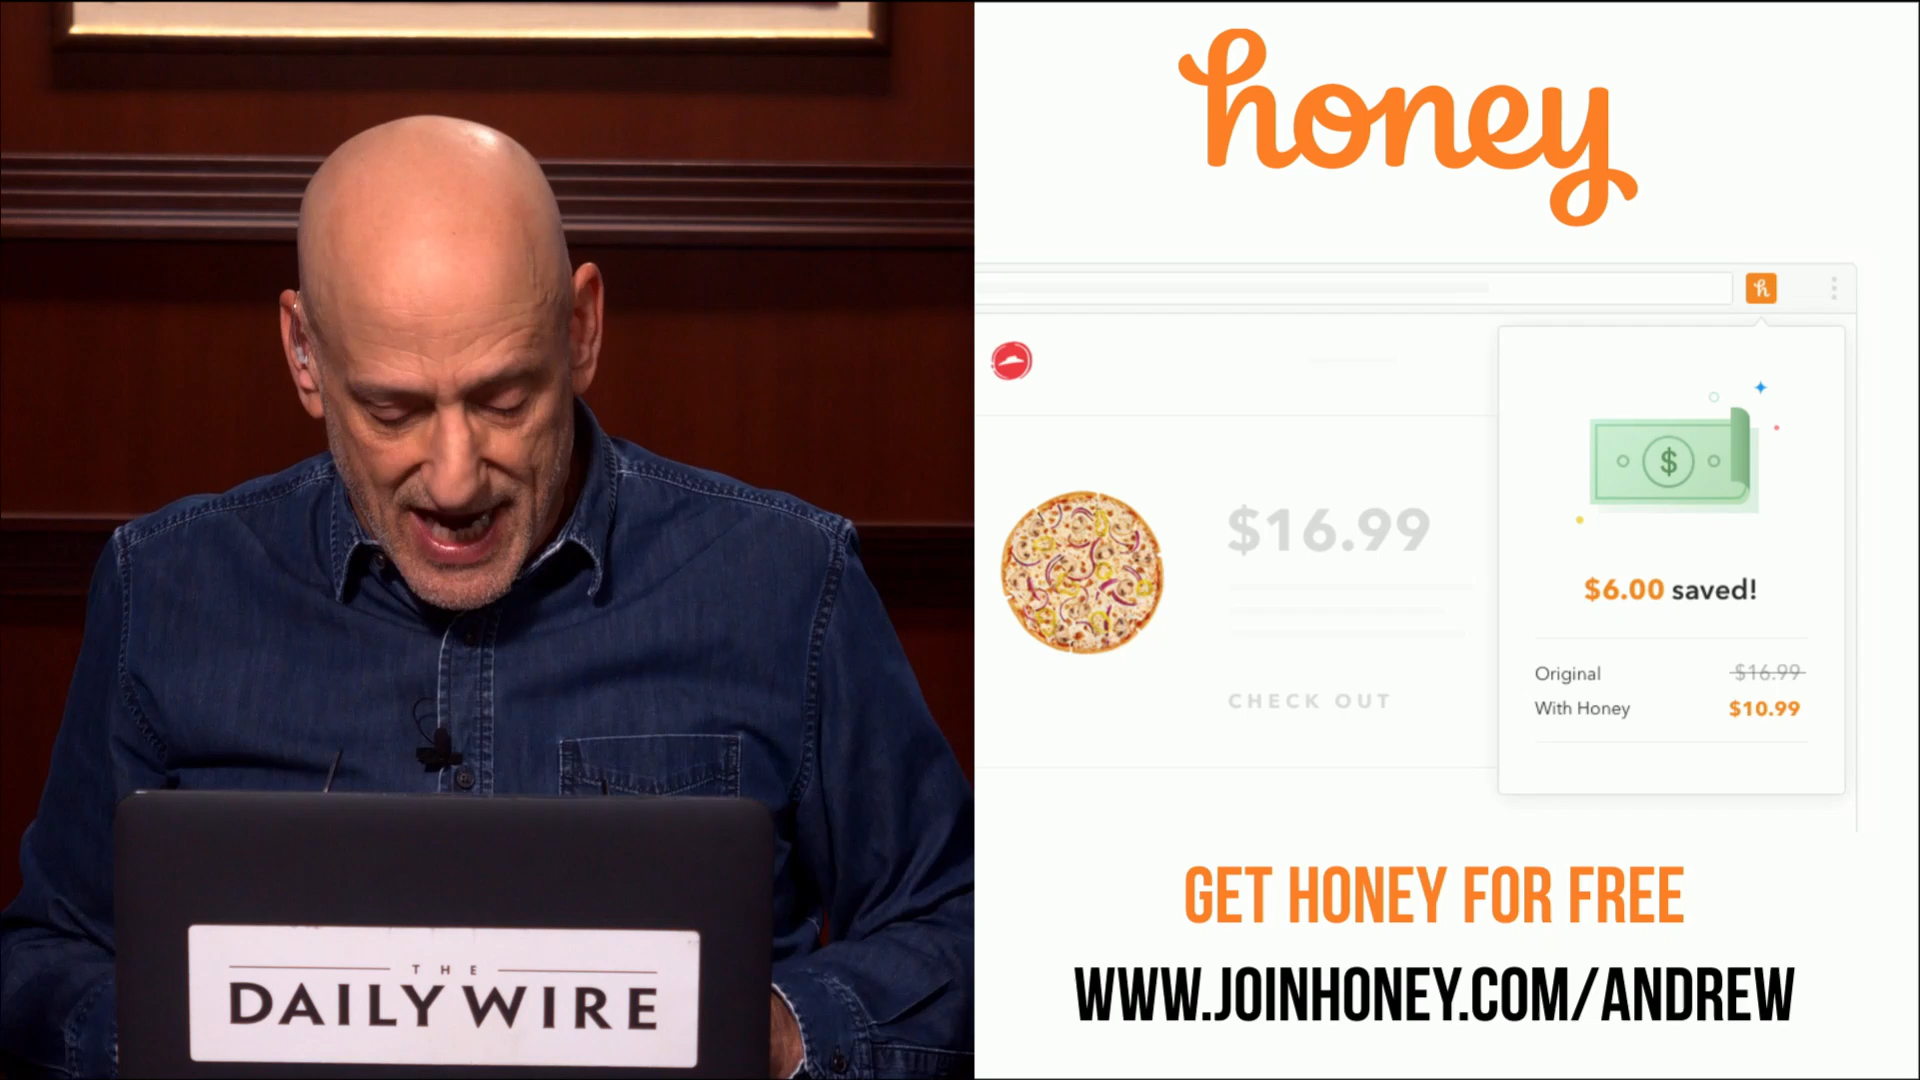 THE
DAILY WIRE
honey
h
$16.99
CHECK OUT
$
$6.00 saved!
Original $16.99
With Honey $10.99
GET HONEY FOR FREE
WWW.JOINHONEY.COM/ANDREW